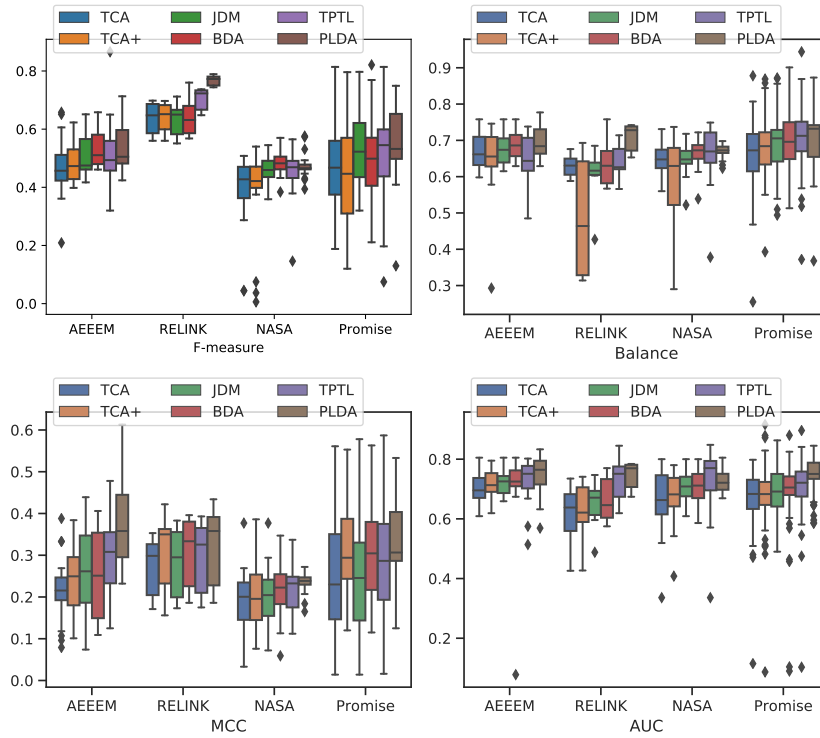 TCA JDM TPTL
TCA+ BDA PLDA
0.8
0.6
0.4
0.2
0.0
AEEEM RELINK NASA Promise
F-measure
TCA JDM TPTL
TCA+ BDA PLDA
0.9
0.8
0.7
0.6
0.5
0.4
0.3
AEEEM RELINK NASA Promise
Balance
TCA JDM TPTL
TCA+ BDA PLDA
0.6
0.5
0.4
0.3
0.2
0.1
0.0
AEEEM RELINK NASA Promise
MCC
TCA JDM TPTL
TCA+ BDA PLDA
0.8
0.6
0.4
0.2
AEEEM RELINK NASA Promise
AUC